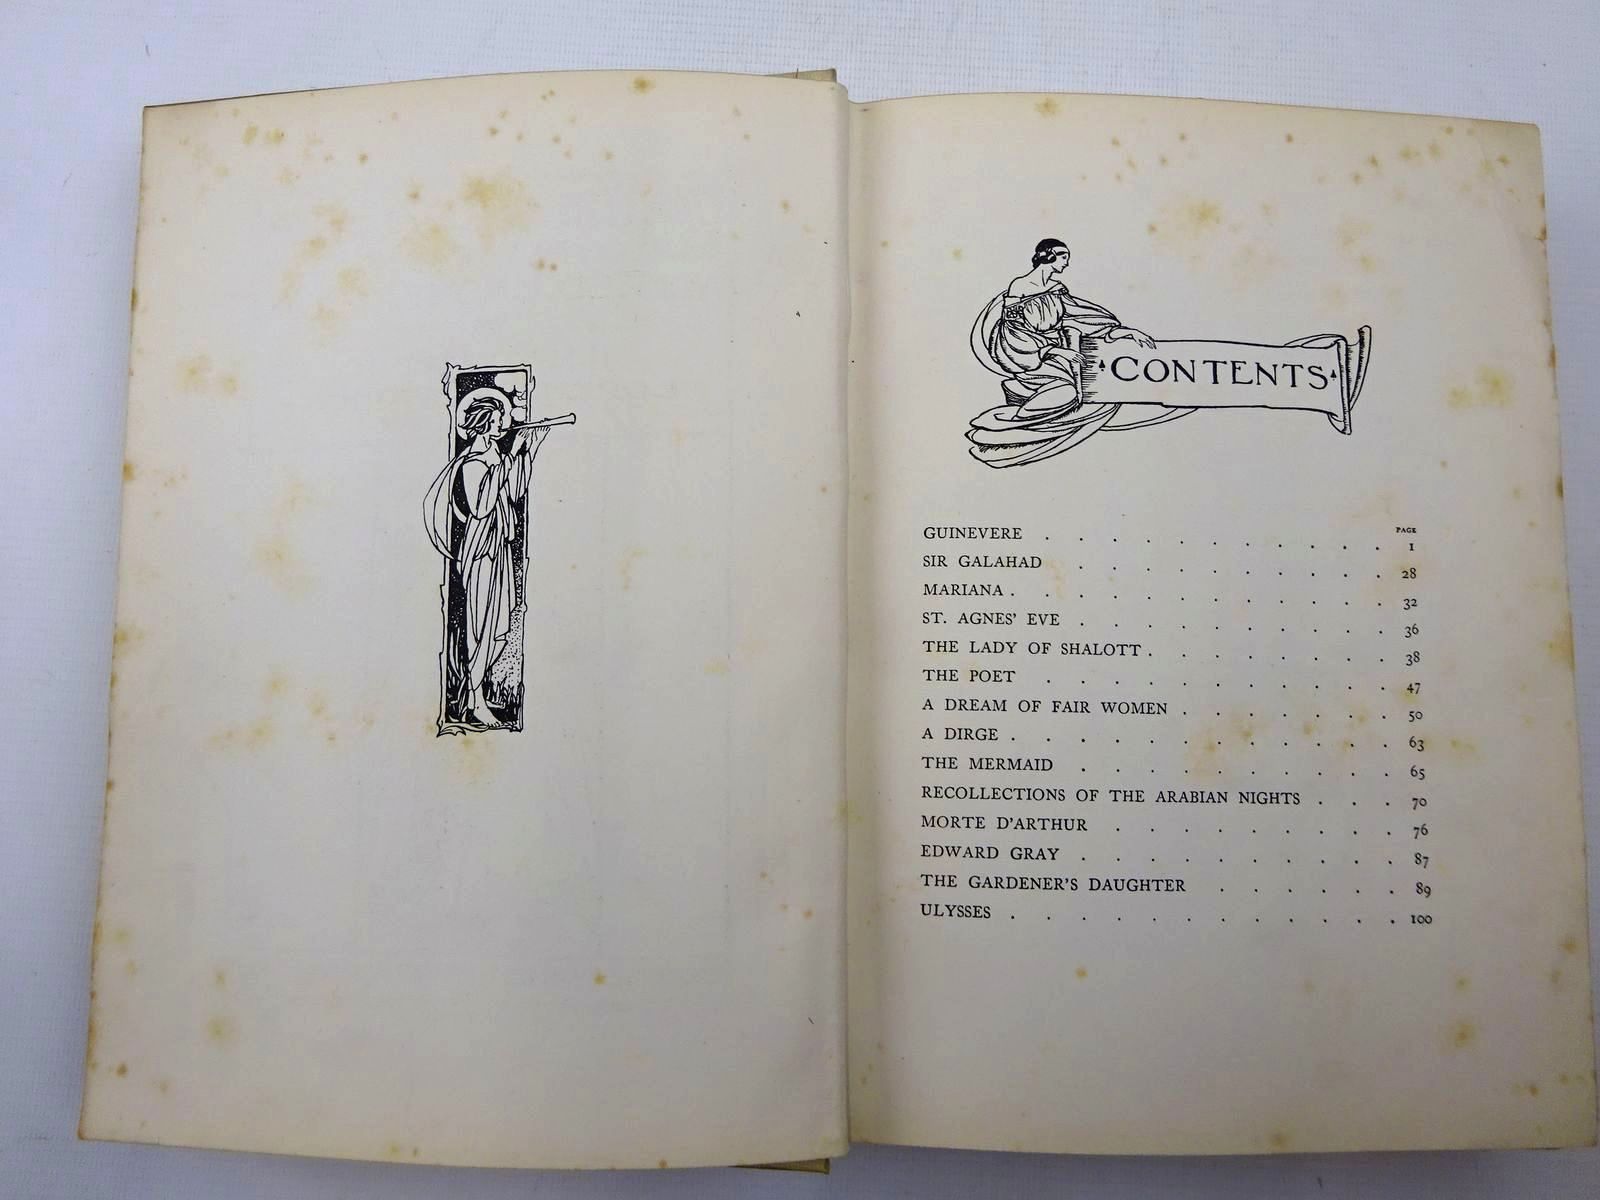 CONTENTS
PAGE
GUINEVERE . . . . . . . . . . . 1
SIR GALAHAD . . . . . . . . . . 28
MARIANA . . . . . . . . . . . . 32
ST. AGNES' EVE . . . . . . . . . . 36
THE LADY OF SHALOTT . . . . . . . . 38
THE POET . . . . . . . . . . . 47
A DREAM OF FAIR WOMEN . . . . . . . 50
A DIRGE . . . . . . . . . . . . 63
THE MERMAID . . . . . . . . . . 65
RECOLLECTIONS OF THE ARABIAN NIGHTS . . . 70
MORTE D'ARTHUR . . . . . . . . . 76
EDWARD GRAY . . . . . . . . . . 87
THE GARDENER'S DAUGHTER . . . . . . 89
ULYSSES . . . . . . . . . . . . 100